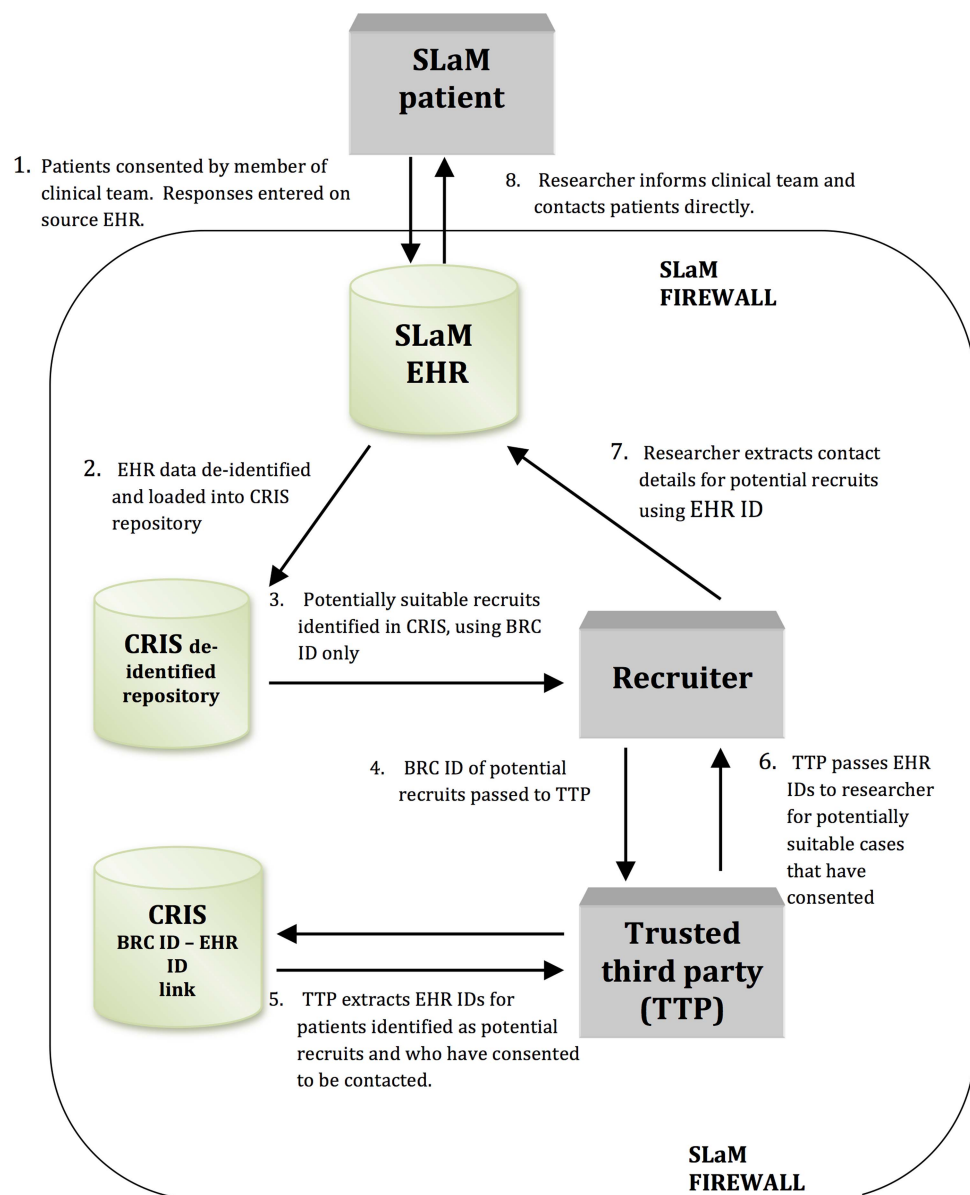 SLaM
patient
1. Patients consented by member of
clinical team. Responses entered on
source EHR.
8. Researcher informs clinical team and
contacts patients directly.
SLaM
FIREWALL
SLaM
EHR
2. EHR data de-identified
and loaded into CRIS
repository
7. Researcher extracts contact
details for potential recruits
using EHR ID
CRIS de-
identified
repository
3. Potentially suitable recruits
identified in CRIS, using BRC
ID only
Recruiter
4. BRC ID of potential
recruits passed to TTP
6. TTP passes EHR
IDs to researcher
for potentially
suitable cases
that have
consented
CRIS
BRC ID – EHR
ID
link
Trusted
third party
(TTP)
5. TTP extracts EHR IDs for
patients identified as potential
recruits and who have consented
to be contacted.
SLaM
FIREWALL